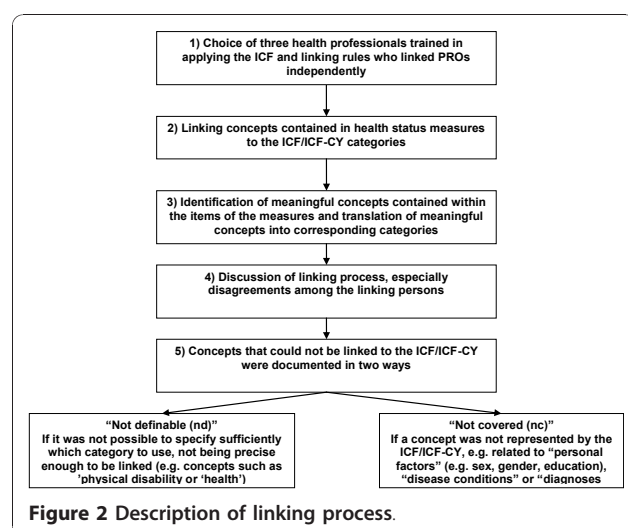 1) Choice of three health professionals trained in
applying the ICF and linking rules who linked PROs
independently
2) Linking concepts contained in health status measures
to the ICF/ICF-CY categories
3) Identification of meaningful concepts contained within
the items of the measures and translation of meaningful
concepts into corresponding categories
4) Discussion of linking process, especially
disagreements among the linking persons
5) Concepts that could not be linked to the ICF/ICF-CY
were documented in two ways
“Not definable (nd)”
If it was not possible to specify sufficiently
which category to use, not being precise
enough to be linked (e.g. concepts such as
’physical disability or ‘health’)
“Not covered (nc)”
If a concept was not represented by the
ICF/ICF-CY, e.g. related to “personal
factors” (e.g. sex, gender, education),
“disease conditions” or “diagnoses
Figure 2 Description of linking process.